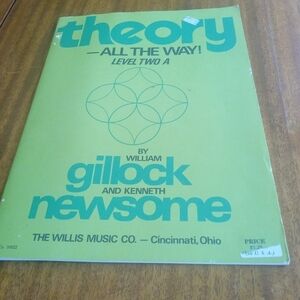 theory
—ALL THE WAY!
LEVEL TWO A
BY
WILLIAM
gillock
AND KENNETH
newsome
THE WILLIS MUSIC CO. — Cincinnati, Ohio
PRICE